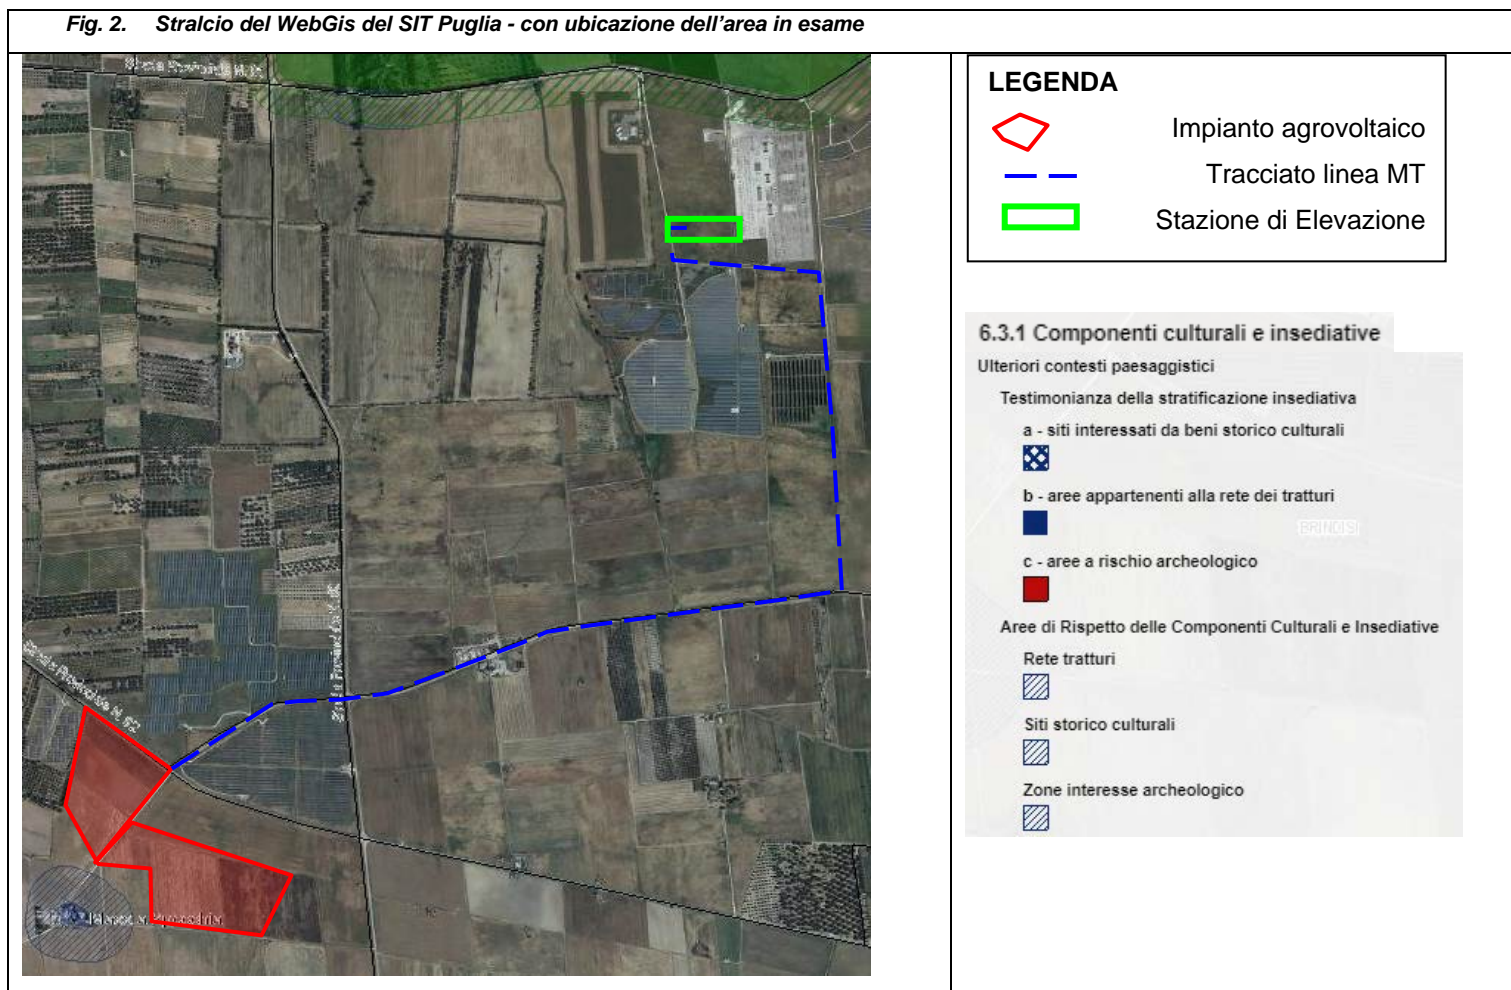 Fig. 2. Stralcio del WebGis del SIT Puglia - con ubicazione dell'area in esame
LEGENDA
Impianto agrovoltaico
Tracciato linea MT
Stazione di Elevazione
6.3.1 Componenti culturali e insediative
Ulteriori contesti paesaggistici
Testimonianza della stratificazione insediativa
a - siti interessati da beni storico culturali
b - aree appartenenti alla rete dei tratturi
BRINDISI
c - aree a rischio archeologico
Aree di Rispetto delle Componenti Culturali e Insediative
Rete tratturi
Siti storico culturali
Zone interesse archeologico